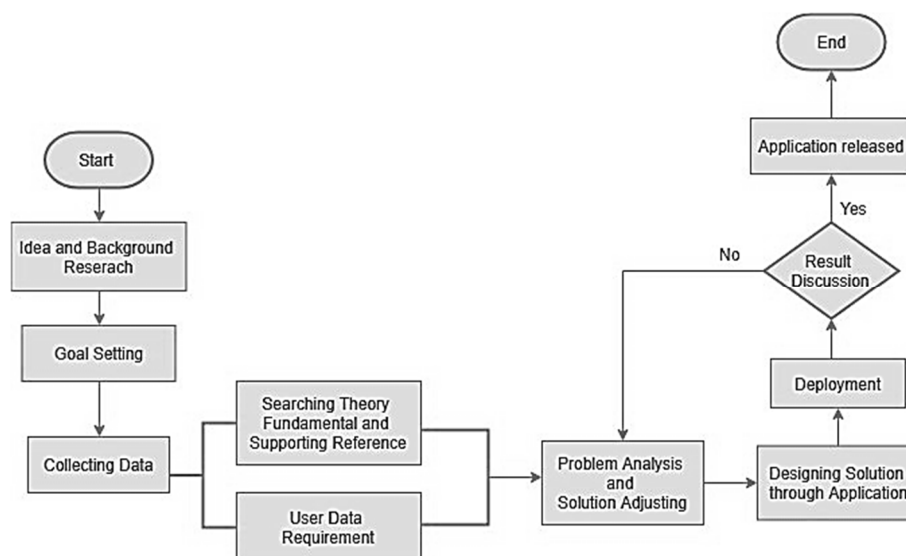 Start
Idea and Background
Reserach
Goal Setting
Collecting Data
Searching Theory
Fundamental and
Supporting Reference
User Data
Requirement
Problem Analysis
and
Solution Adjusting
Designing Solution
through Application
Deployment
Result
Discussion
No
Yes
Application released
End